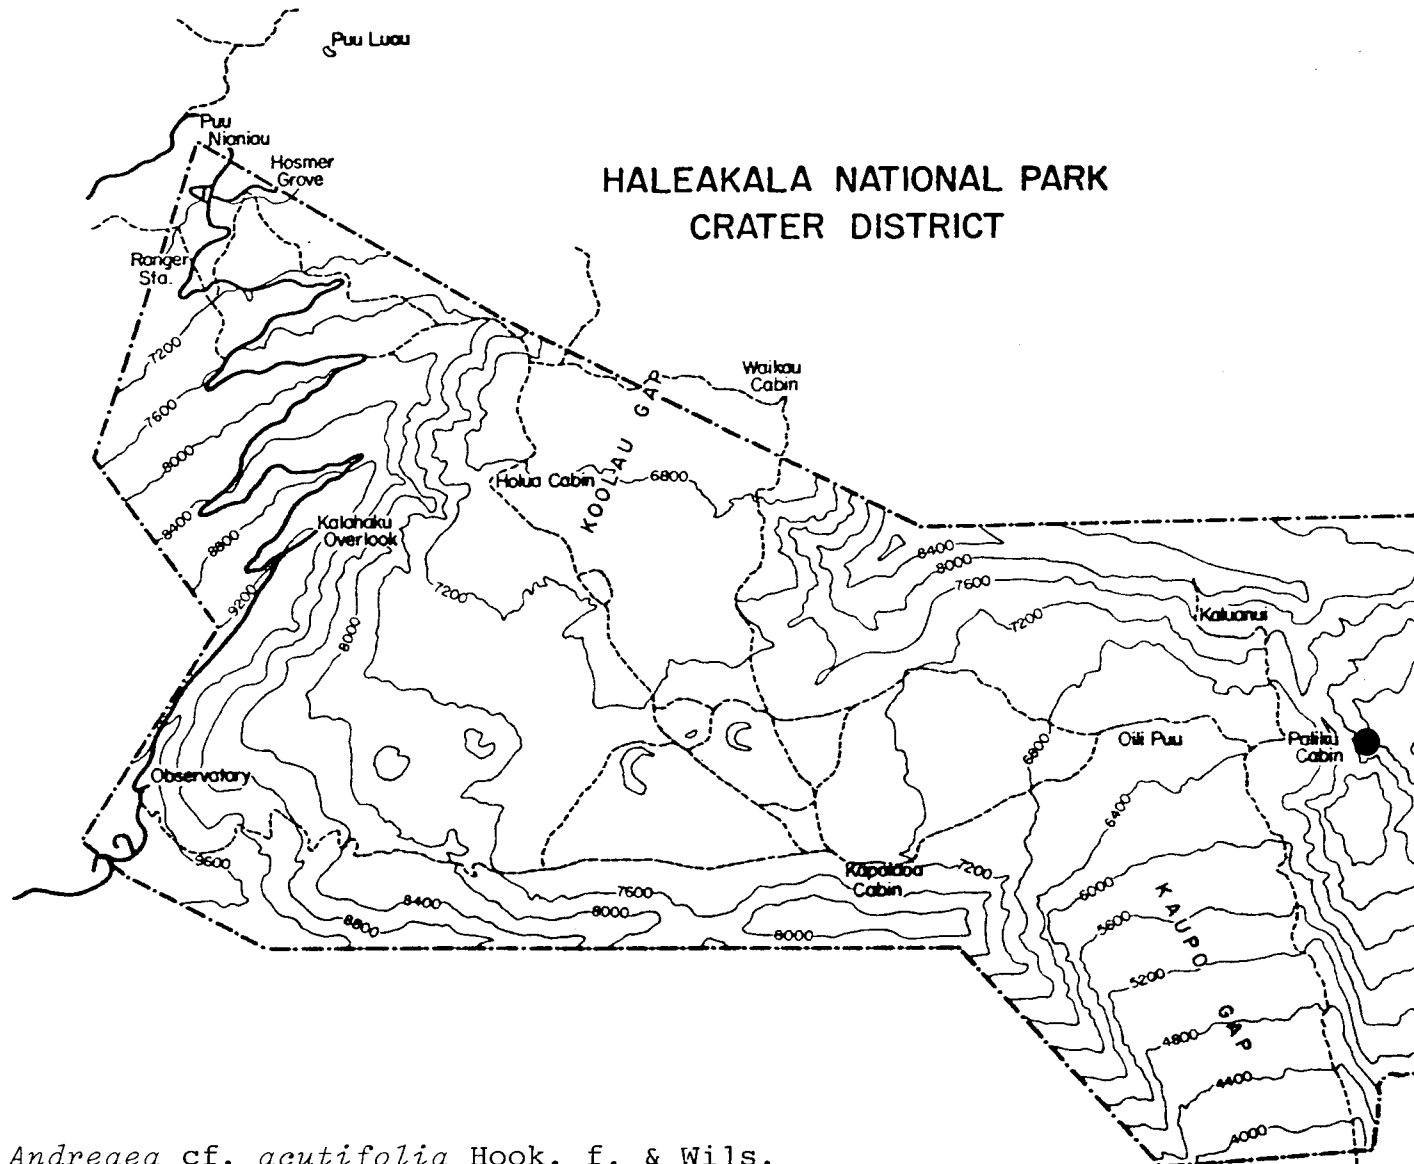 Puu Luau
Puu
Nianiau
Hosmer
Grove
HALEAKALA NATIONAL PARK
CRATER DISTRICT
Ranger
Sta.
7200
Waikau
Cabin
7600
KOOLAU GAP
8000
Holua Cabin
6800
8400
Kalahaku
Overlook
8800
8400
8000
7600
7200
9200
7200
Kaluanui
8000
6800
Oili Puu
Paliku
Cabin
Observatary
6400
9600
Kapalaoa
Cabin
7200
7600
6000
8400
8000
8800
5600
8000
KAUPO GAP
5200
4800
4400
4000
Andreaea cf. acutifolia Hook. f. & Wils.